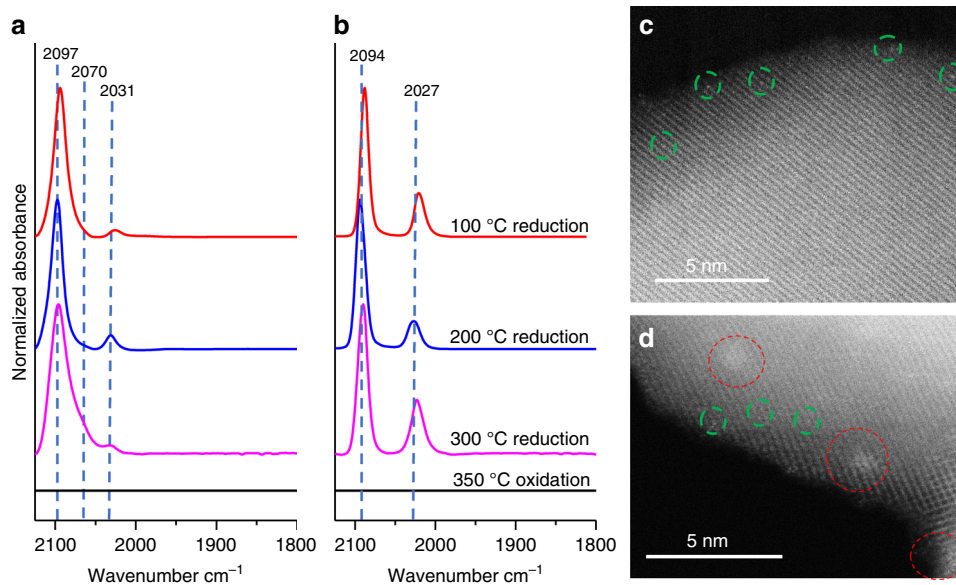 a
2097
2070
2031
Normalized absorbance
2100
2000
1900
1800
Wavenumber cm⁻¹
b
2094
2027
100 °C reduction
200 °C reduction
300 °C reduction
350 °C oxidation
2100
2000
1900
1800
Wavenumber cm⁻¹
c
5 nm
d
5 nm